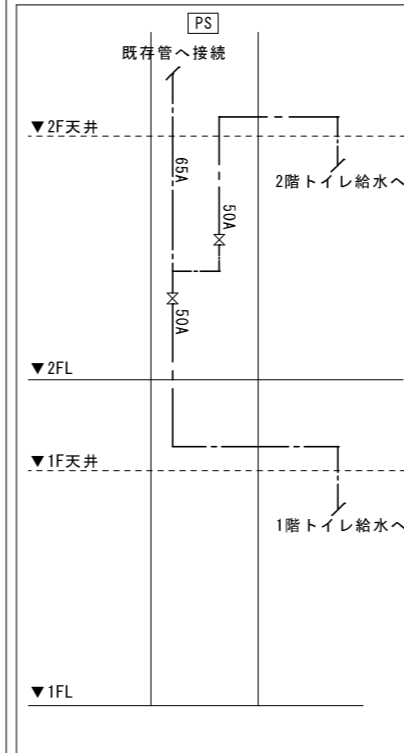 PS
既存管へ接続
▼2F天井
65A
2階トイレ給水へ
50A
50A
▼2FL
▼1F天井
1階トイレ給水へ
▼1FL